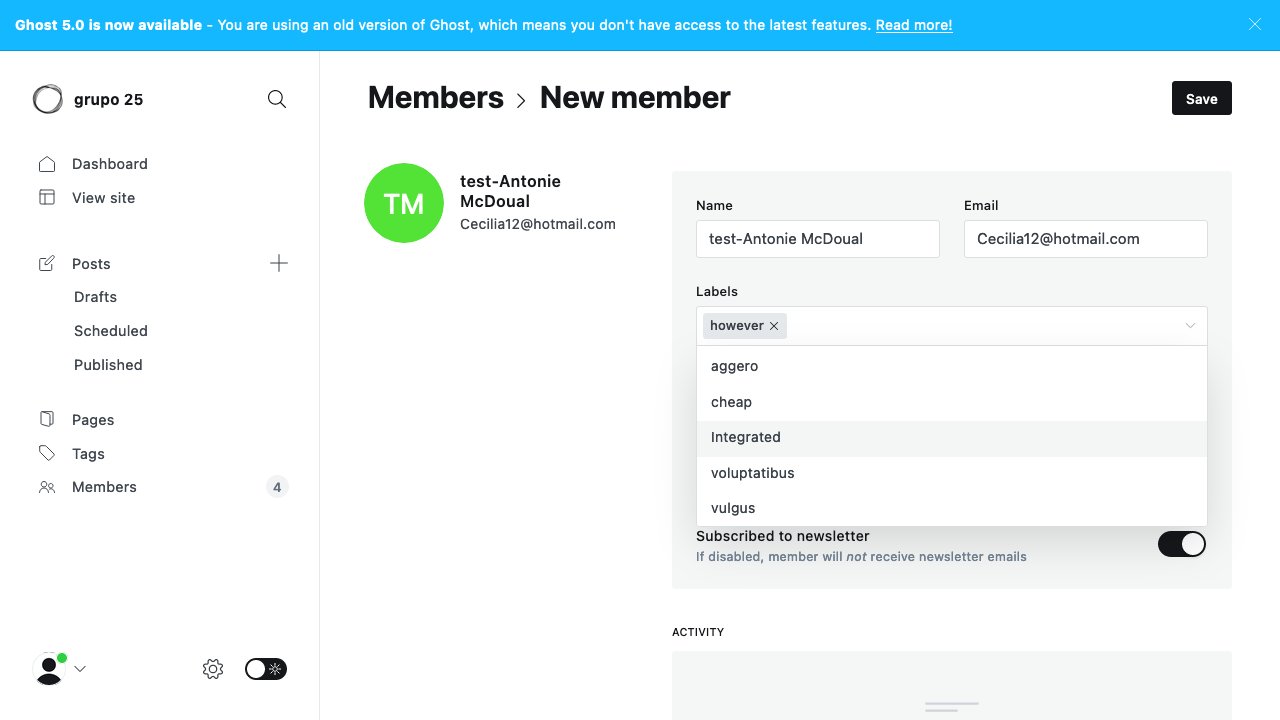 Ghost 5.0 is now available - You are using an old version of Ghost, which means you don't have access to the latest features. Read more!
grupo 25
Dashboard
View site
Posts
Drafts
Scheduled
Published
Pages
Tags
Members 4
Members > New member
Save
TM
test-Antonie
McDoual
Cecilia12@hotmail.com
Name
test-Antonie McDoual
Email
Cecilia12@hotmail.com
Labels
however
aggero
cheap
Integrated
voluptatibus
vulgus
Subscribed to newsletter
If disabled, member will not receive newsletter emails
ACTIVITY